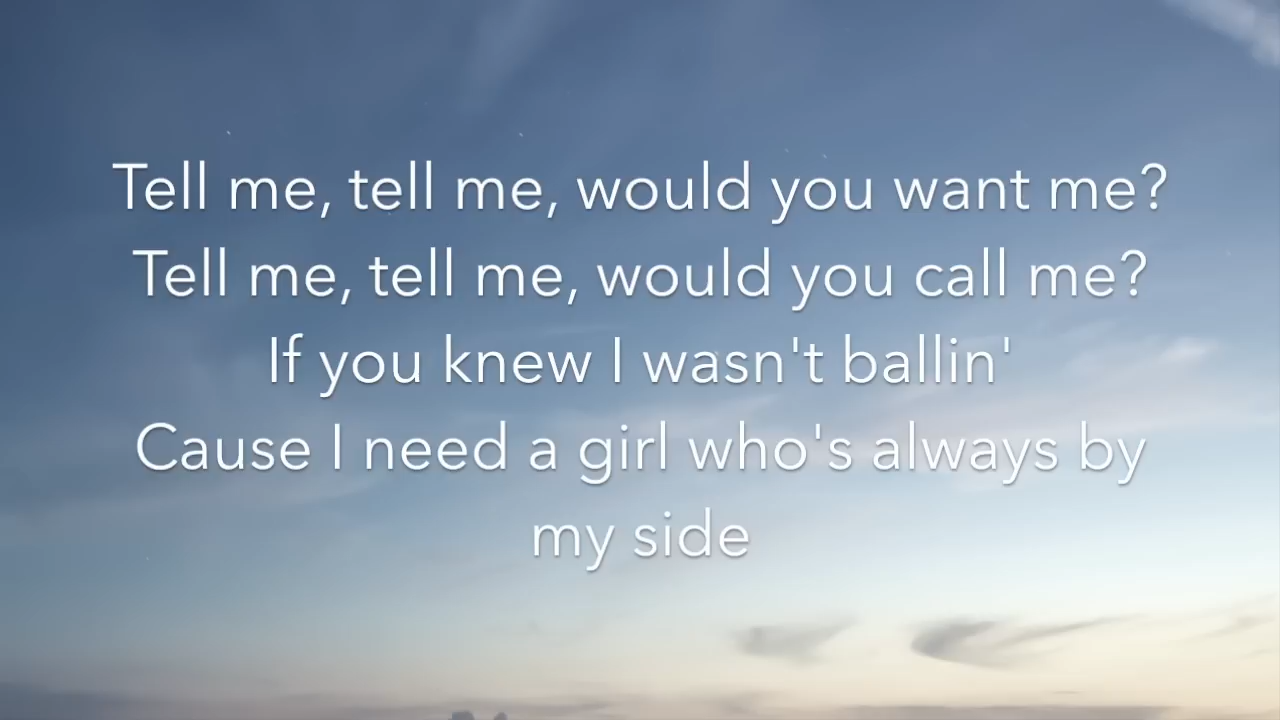 Tell me, tell me, would you want me?
Tell me, tell me, would you call me?
If you knew I wasn't ballin'
Cause I need a girl who's always by
my side